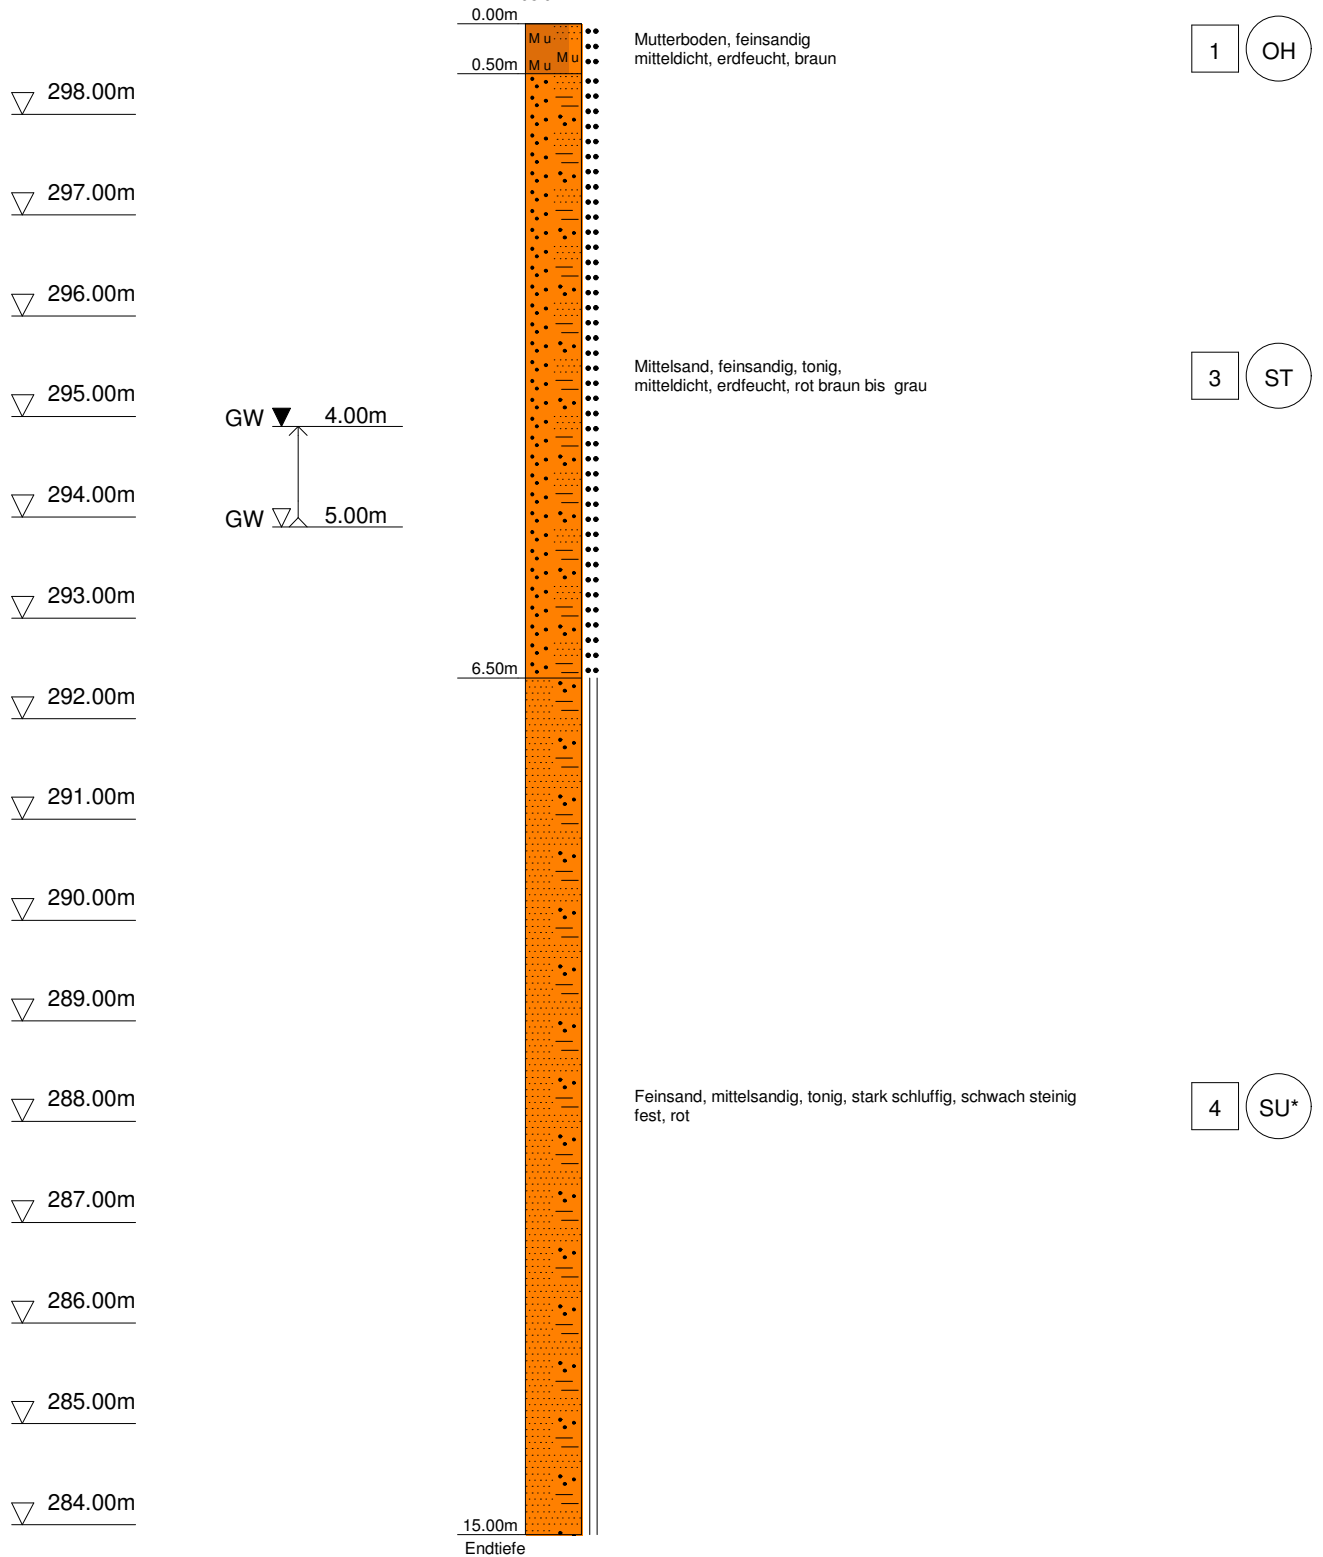 0.00m
Mu
Mu
Mu
0.50m
Mutterboden, feinsandig
mitteldicht, erdfeucht, braun
1 OH
298.00m
297.00m
296.00m
Mittelsand, feinsandig, tonig,
mitteldicht, erdfeucht, rot braun bis grau
3 ST
295.00m
GW 4.00m
294.00m
GW 5.00m
293.00m
6.50m
292.00m
291.00m
290.00m
289.00m
288.00m
Feinsand, mittelsandig, tonig, stark schluffig, schwach steinig
fest, rot
4 SU*
287.00m
286.00m
285.00m
284.00m
15.00m
Endtiefe